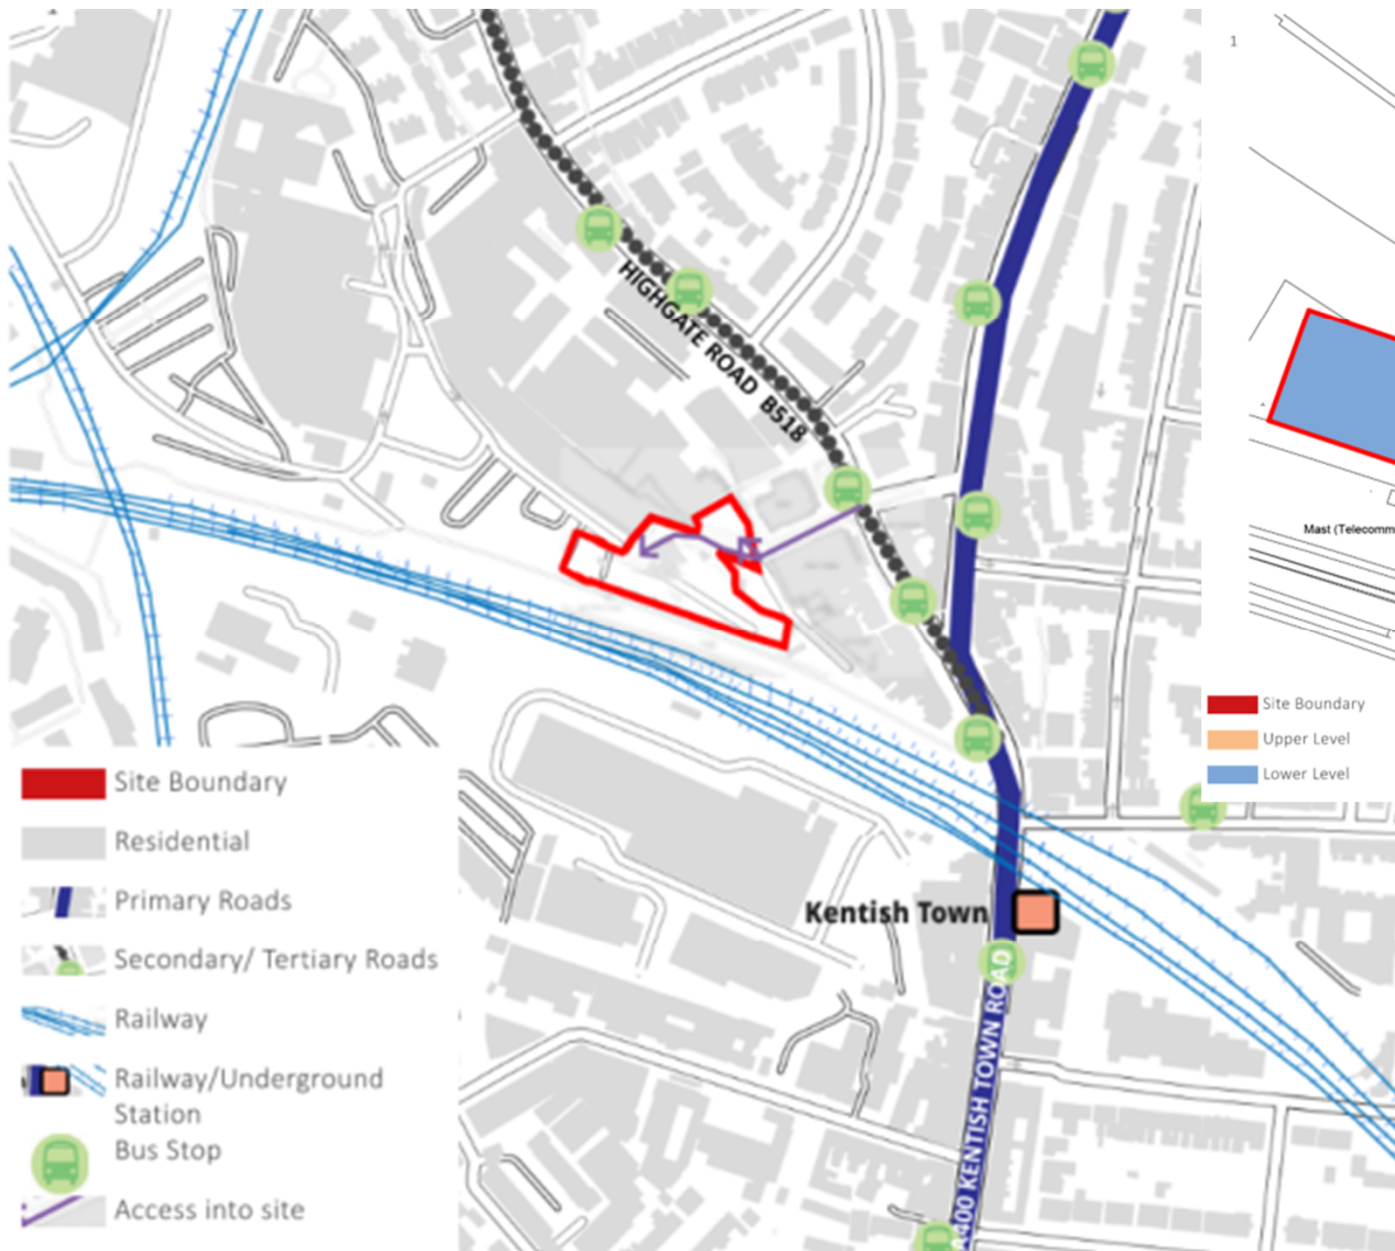 1
HIGHGATE ROAD B518
Mast (Telecomm
Site Boundary
Upper Level
Lower Level
Kentish Town
A400 KENTISH TOWN ROAD
Site Boundary
Residential
Primary Roads
Secondary/ Tertiary Roads
Railway
Railway/Underground
Station
Bus Stop
Access into site